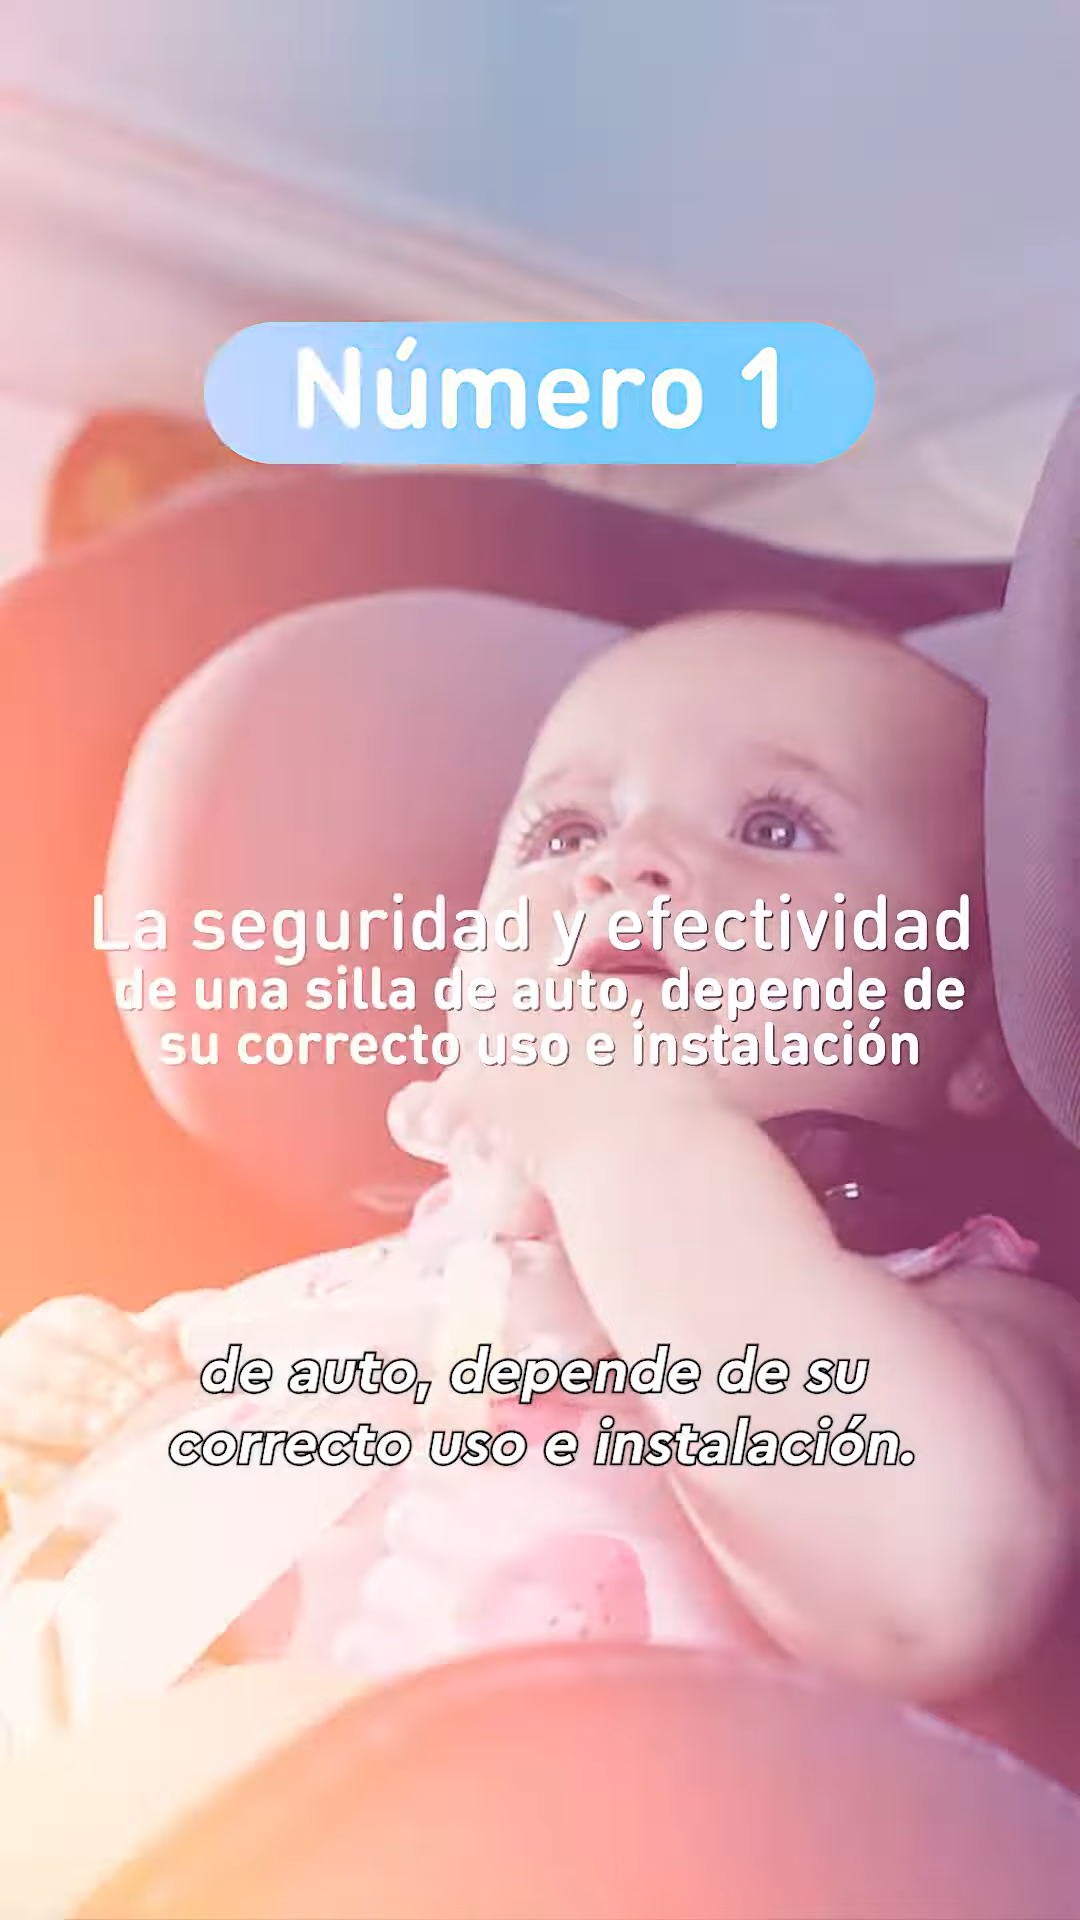 Número 1
La seguridad y efectividad
de una silla de auto, depende de
su correcto uso e instalación
de auto, depende de su
correcto uso e instalación.